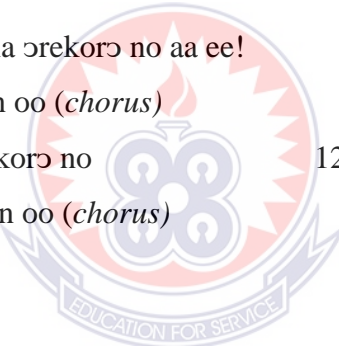 a ɔrekorɔ no aa ee!
n oo (chorus)
korɔ no 12
n oo (chorus)
EDUCATION FOR SERVICE